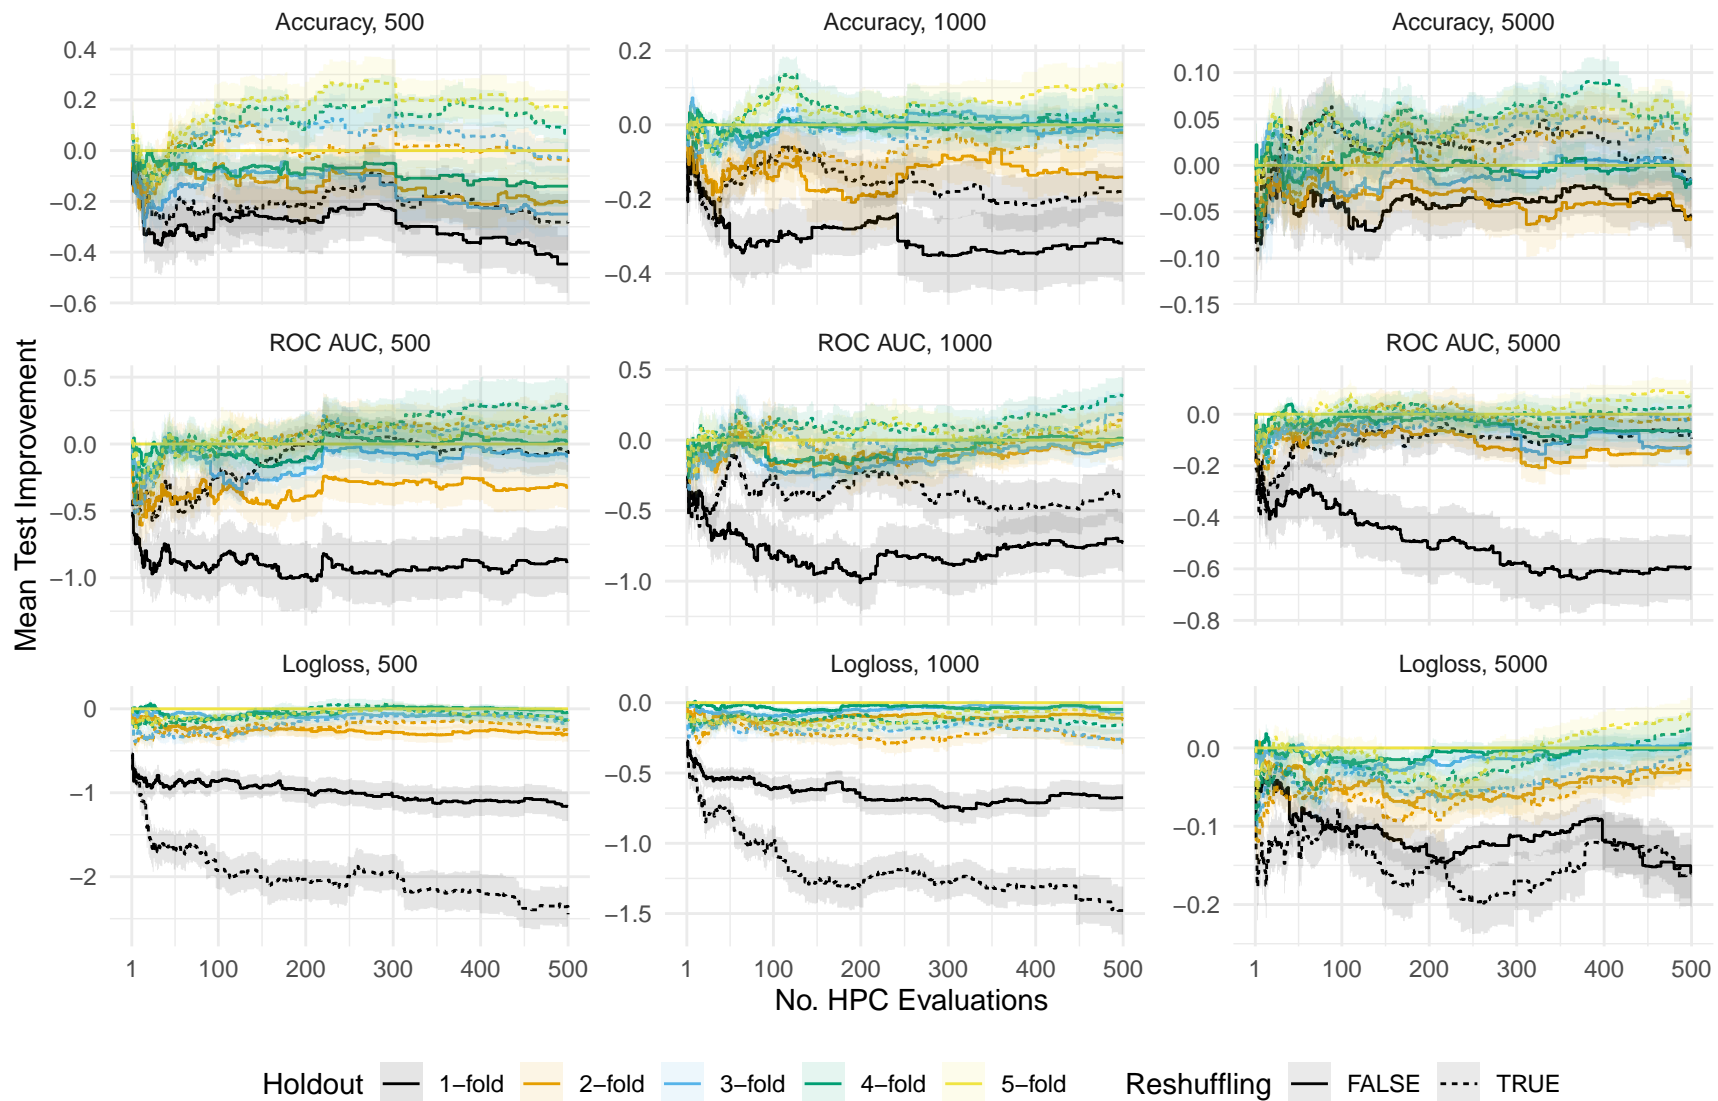 Accuracy, 500
Accuracy, 1000
Accuracy, 5000
0.4
0.2
0.0
−0.2
−0.4
−0.6
0.2
0.0
−0.2
−0.4
0.10
0.05
0.00
−0.05
−0.10
−0.15
ROC AUC, 500
ROC AUC, 1000
ROC AUC, 5000
0.5
0.0
−0.5
−1.0
0.5
0.0
−0.5
−1.0
0.0
−0.2
−0.4
−0.6
−0.8
Mean Test Improvement
Logloss, 500
Logloss, 1000
Logloss, 5000
0
−1
−2
0.0
−0.5
−1.0
−1.5
0.0
−0.1
−0.2
1 100 200 300 400 500
1 100 200 300 400 500
1 100 200 300 400 500
No. HPC Evaluations
Holdout 1−fold 2−fold 3−fold 4−fold 5−fold Reshuffling FALSE TRUE